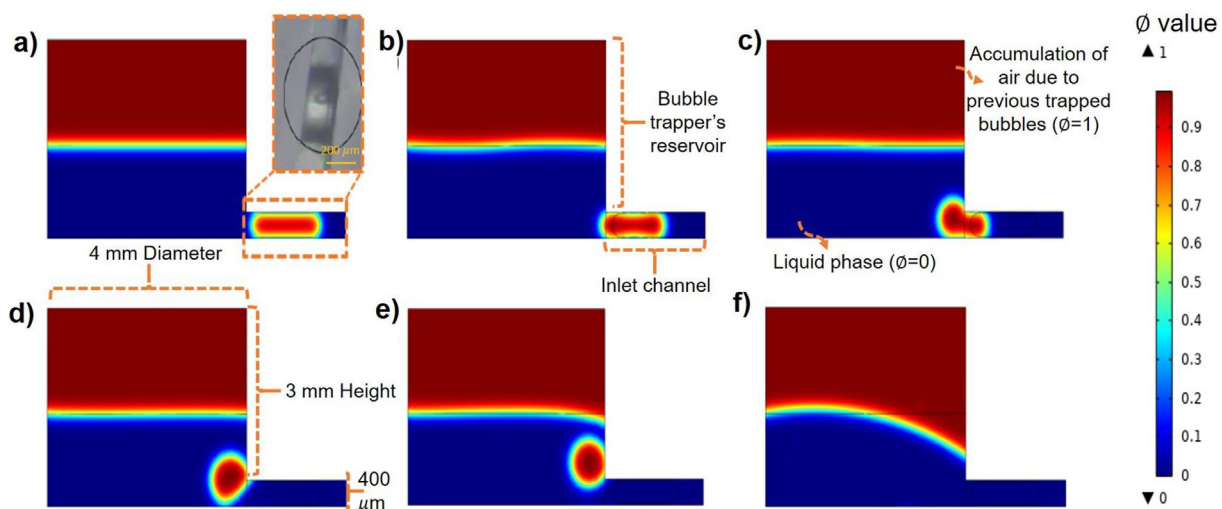 a)
200 μm
b)
Bubble
trapper's
reservoir
Inlet channel
c)
Accumulation of
air due to
previous trapped
bubbles (Ø=1)
Liquid phase (Ø=0)
Ø value
▲ 1
0.9
0.8
0.7
0.6
0.5
0.4
0.3
0.2
0.1
0
▼ 0
4 mm Diameter
d)
3 mm Height
400
μm
e)
f)